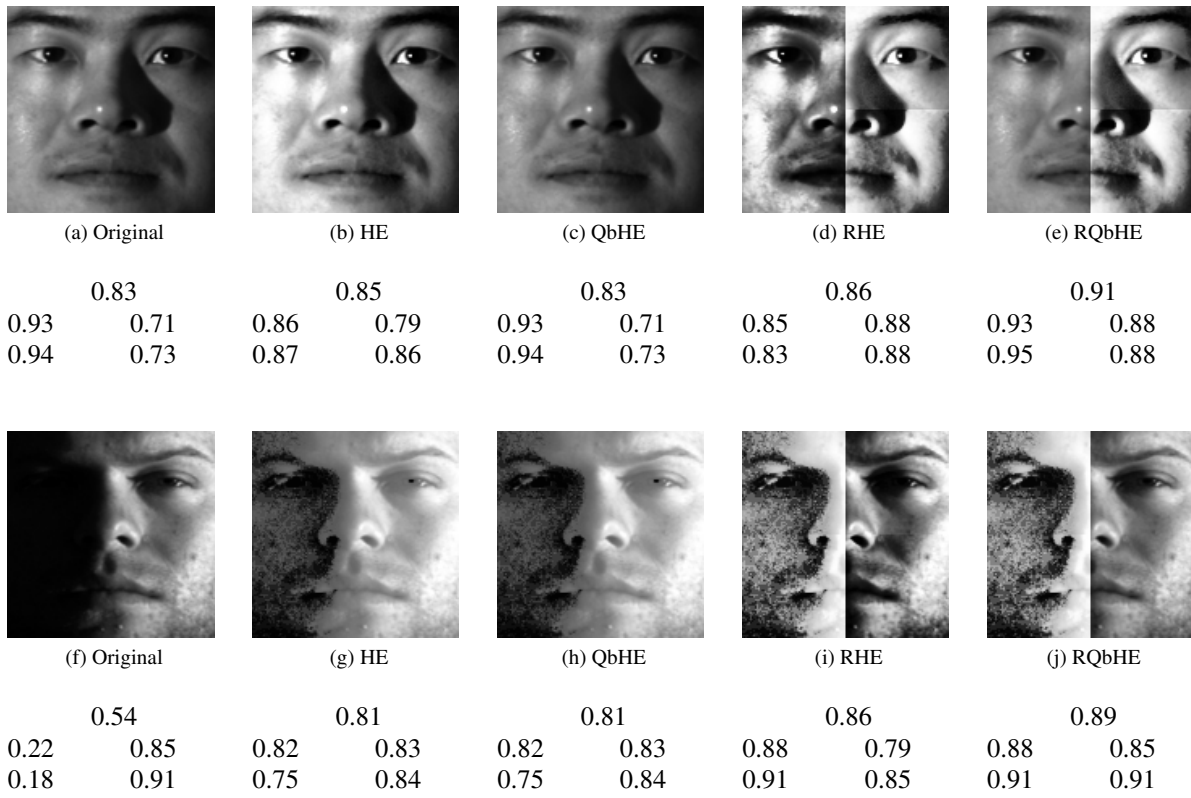 (a) Original (b) HE (c) QbHE (d) RHE (e) RQbHE
0.83 0.85 0.83 0.86 0.91
0.93 0.71 0.86 0.79 0.93 0.71 0.85 0.88 0.93 0.88
0.94 0.73 0.87 0.86 0.94 0.73 0.83 0.88 0.95 0.88
(f) Original (g) HE (h) QbHE (i) RHE (j) RQbHE
0.54 0.81 0.81 0.86 0.89
0.22 0.85 0.82 0.83 0.82 0.83 0.88 0.79 0.88 0.85
0.18 0.91 0.75 0.84 0.75 0.84 0.91 0.85 0.91 0.91